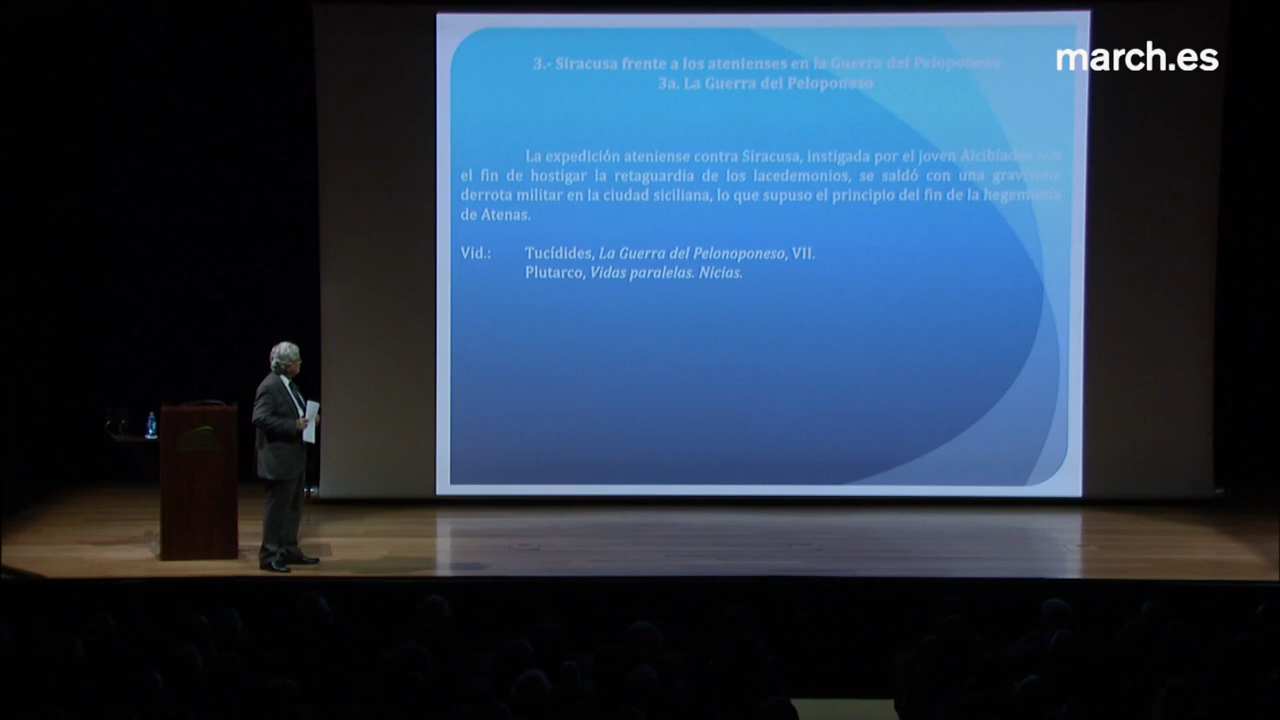 march.es
3.- Siracusa frente a los atenienses en la Guerra del Peloponeso
3a. La Guerra del Peloponeso
La expedición ateniense contra Siracusa, instigada por el joven Alcibíades con
el fin de hostigar la retaguardia de los lacedemonios, se saldó con una gravísima
derrota militar en la ciudad siciliana, lo que supuso el principio del fin de la hegemonía
de Atenas.
Vid.: Tucídides, La Guerra del Pelonoponeso, VII.
Plutarco, Vidas paralelas. Nicias.